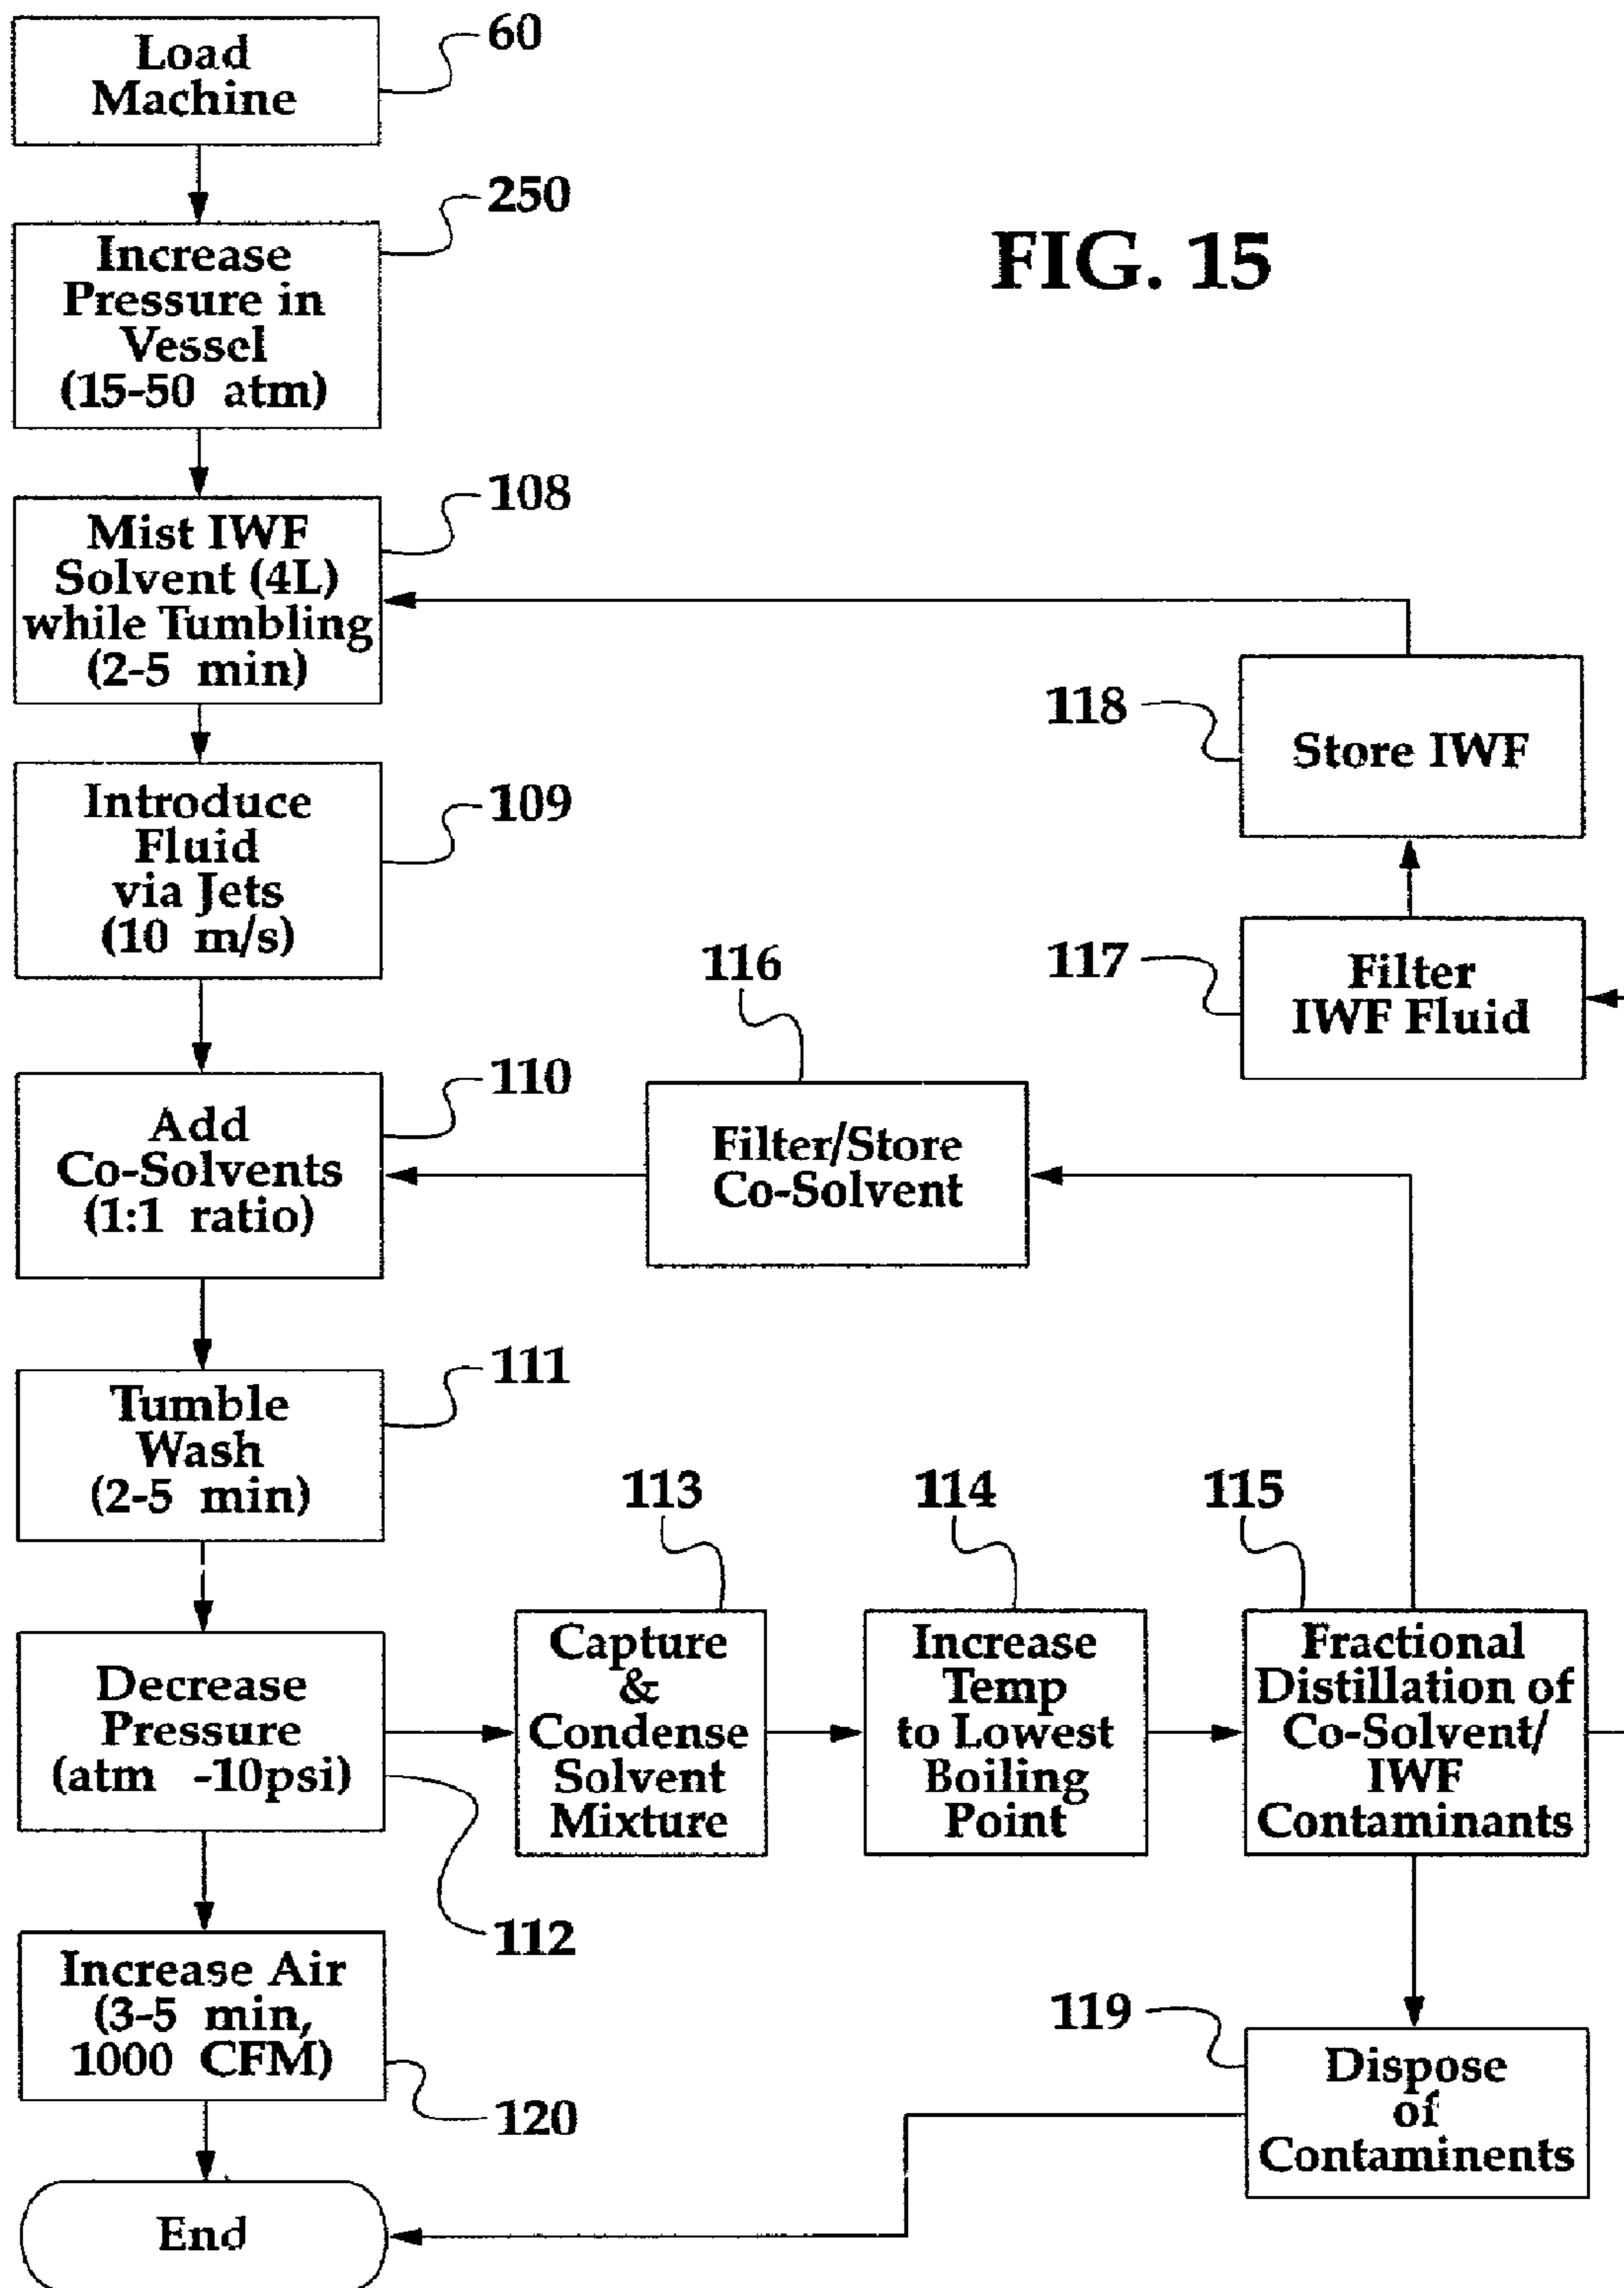 Load
Machine
60
250
Increase
Pressure in
Vessel
(15-50 atm)
FIG. 15
108
Mist IWF
Solvent (4L)
while Tumbling
(2-5 min)
118
Store IWF
109
Introduce
Fluid
via Jets
(10 m/s)
116
117
Filter
IWF Fluid
110
Add
Co-Solvents
(1:1 ratio)
Filter/Store
Co-Solvent
111
Tumble
Wash
(2-5 min)
113
114
115
Decrease
Pressure
(atm -10psi)
112
Capture
&
Condense
Solvent
Mixture
Increase
Temp
to Lowest
Boiling
Point
Fractional
Distillation of
Co-Solvent/
IWF
Contaminants
Increase Air
(3-5 min,
1000 CFM)
120
119
Dispose
of
Contaminents
End